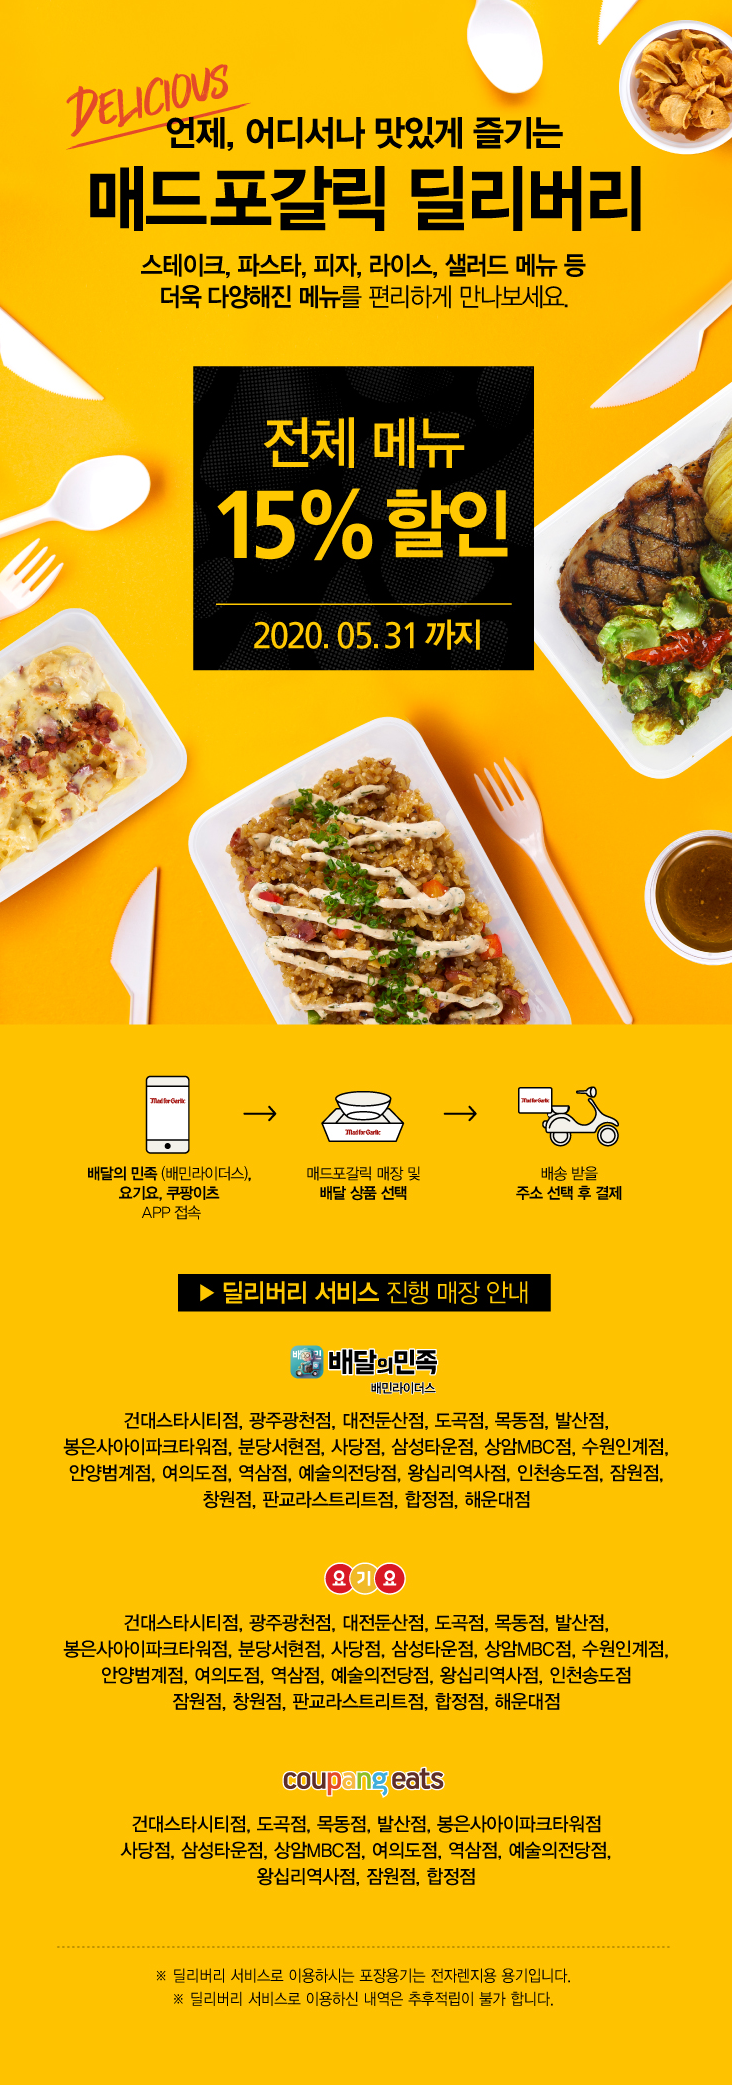 DELICIOUS
언제, 어디서나 맛있게 즐기는
매드포갈릭 딜리버리
스테이크, 파스타, 피자, 라이스, 샐러드 메뉴 등
더욱 다양해진 메뉴를 편리하게 만나보세요.
전체 메뉴
15% 할인
2020. 05. 31 까지
Mad for Garlic
Mad for Garlic
Mad for Garlic
배달의 민족 (배민라이더스),
요기요, 쿠팡이츠
APP 접속
매드포갈릭 매장 및
배달 상품 선택
배송 받을
주소 선택 후 결제
▶ 딜리버리 서비스 진행 매장 안내
배달의민족
배민라이더스
건대스타시티점, 광주광천점, 대전둔산점, 도곡점, 목동점, 발산점,
봉은사아이파크타워점, 분당서현점, 사당점, 삼성타운점, 상암MBC점, 수원인계점,
안양범계점, 여의도점, 역삼점, 예술의전당점, 왕십리역사점, 인천송도점, 잠원점,
창원점, 판교라스트리트점, 합정점, 해운대점
요기요
건대스타시티점, 광주광천점, 대전둔산점, 도곡점, 목동점, 발산점,
봉은사아이파크타워점, 분당서현점, 사당점, 삼성타운점, 상암MBC점, 수원인계점,
안양범계점, 여의도점, 역삼점, 예술의전당점, 왕십리역사점, 인천송도점
잠원점, 창원점, 판교라스트리트점, 합정점, 해운대점
coupang eats
건대스타시티점, 도곡점, 목동점, 발산점, 봉은사아이파크타워점
사당점, 삼성타운점, 상암MBC점, 여의도점, 역삼점, 예술의전당점,
왕십리역사점, 잠원점, 합정점
※ 딜리버리 서비스로 이용하시는 포장용기는 전자렌지용 용기입니다.
※ 딜리버리 서비스로 이용하신 내역은 추후적립이 불가 합니다.